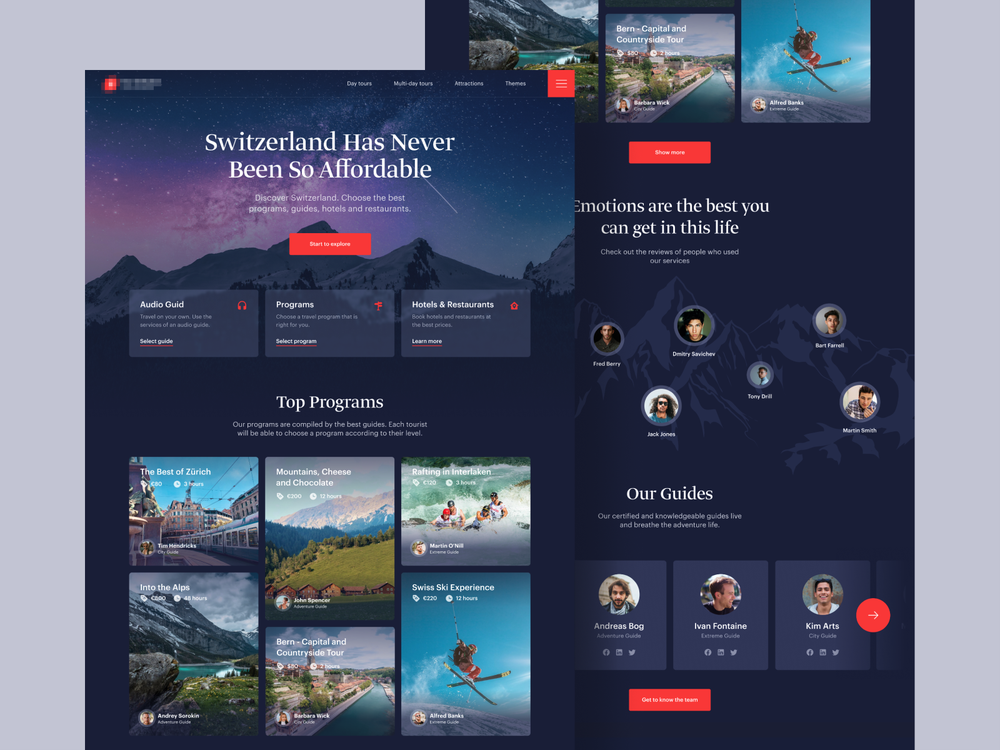 Day tours
Multi-day tours
Attractions
Themes
Switzerland Has Never
Been So Affordable
Discover Switzerland. Choose the best
programs, guides, hotels and restaurants.
Start to explore
Audio Guid
Travel on your own. Use the
services of an audio guide.
Select guide
Programs
Choose a travel program that is
right for you.
Select program
Hotels & Restaurants
Book hotels and restaurants at
the best prices.
Learn more
Top Programs
Our programs are compiled by the best guides. Each tourist
will be able to choose a program according to their level.
The Best of Zürich
€80
3 hours
Tim Hendricks
City Guide
Mountains, Cheese
and Chocolate
€200
12 hours
John Spencer
Adventure Guide
Rafting in Interlaken
€120
3 hours
Martin O'Nill
Extreme Guide
Into the Alps
€600
48 hours
Andrey Sorokin
Adventure Guide
Bern - Capital and
Countryside Tour
$80
2 hours
Barbara Wick
City Guide
Swiss Ski Experience
€220
12 hours
Alfred Banks
Extreme Guide
Bern - Capital and
Countryside Tour
$80
2 hours
Barbara Wick
City Guide
Alfred Banks
Extreme Guide
Show more
Emotions are the best you
can get in this life
Check out the reviews of people who used
our services
Fred Berry
Dmitry Savichev
Bart Farrell
Tony Drill
Jack Jones
Martin Smith
Our Guides
Our certified and knowledgeable guides live
and breathe the adventure life.
Andreas Bog
Adventure Guide
Ivan Fontaine
Extreme Guide
Kim Arts
City Guide
Get to know the team